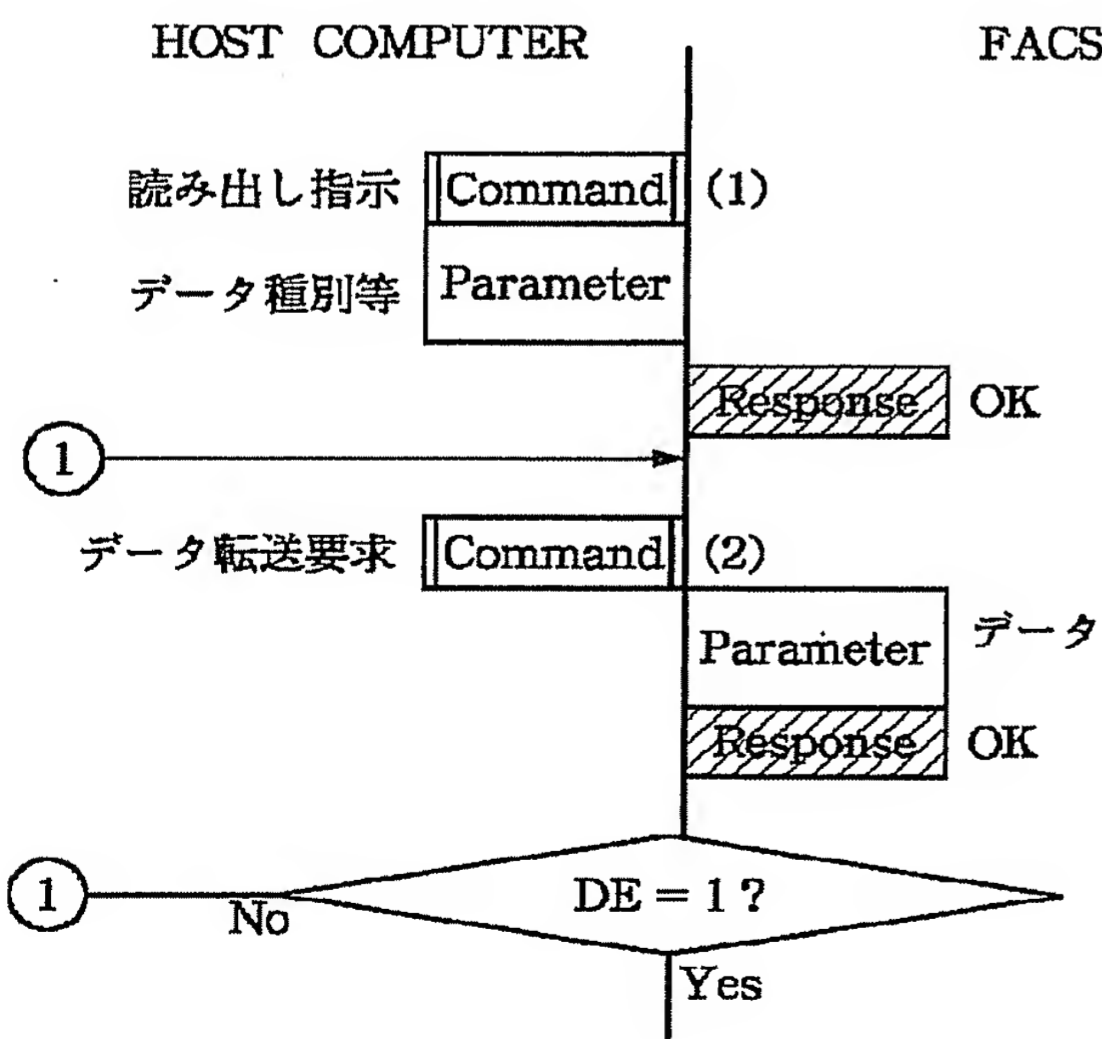 HOST COMPUTER FACS
読み出し指示 Command (1)
データ種別等 Parameter
Response OK
1
データ転送要求 Command (2)
Parameter データ
Response OK
1 No DE = 1 ?
Yes